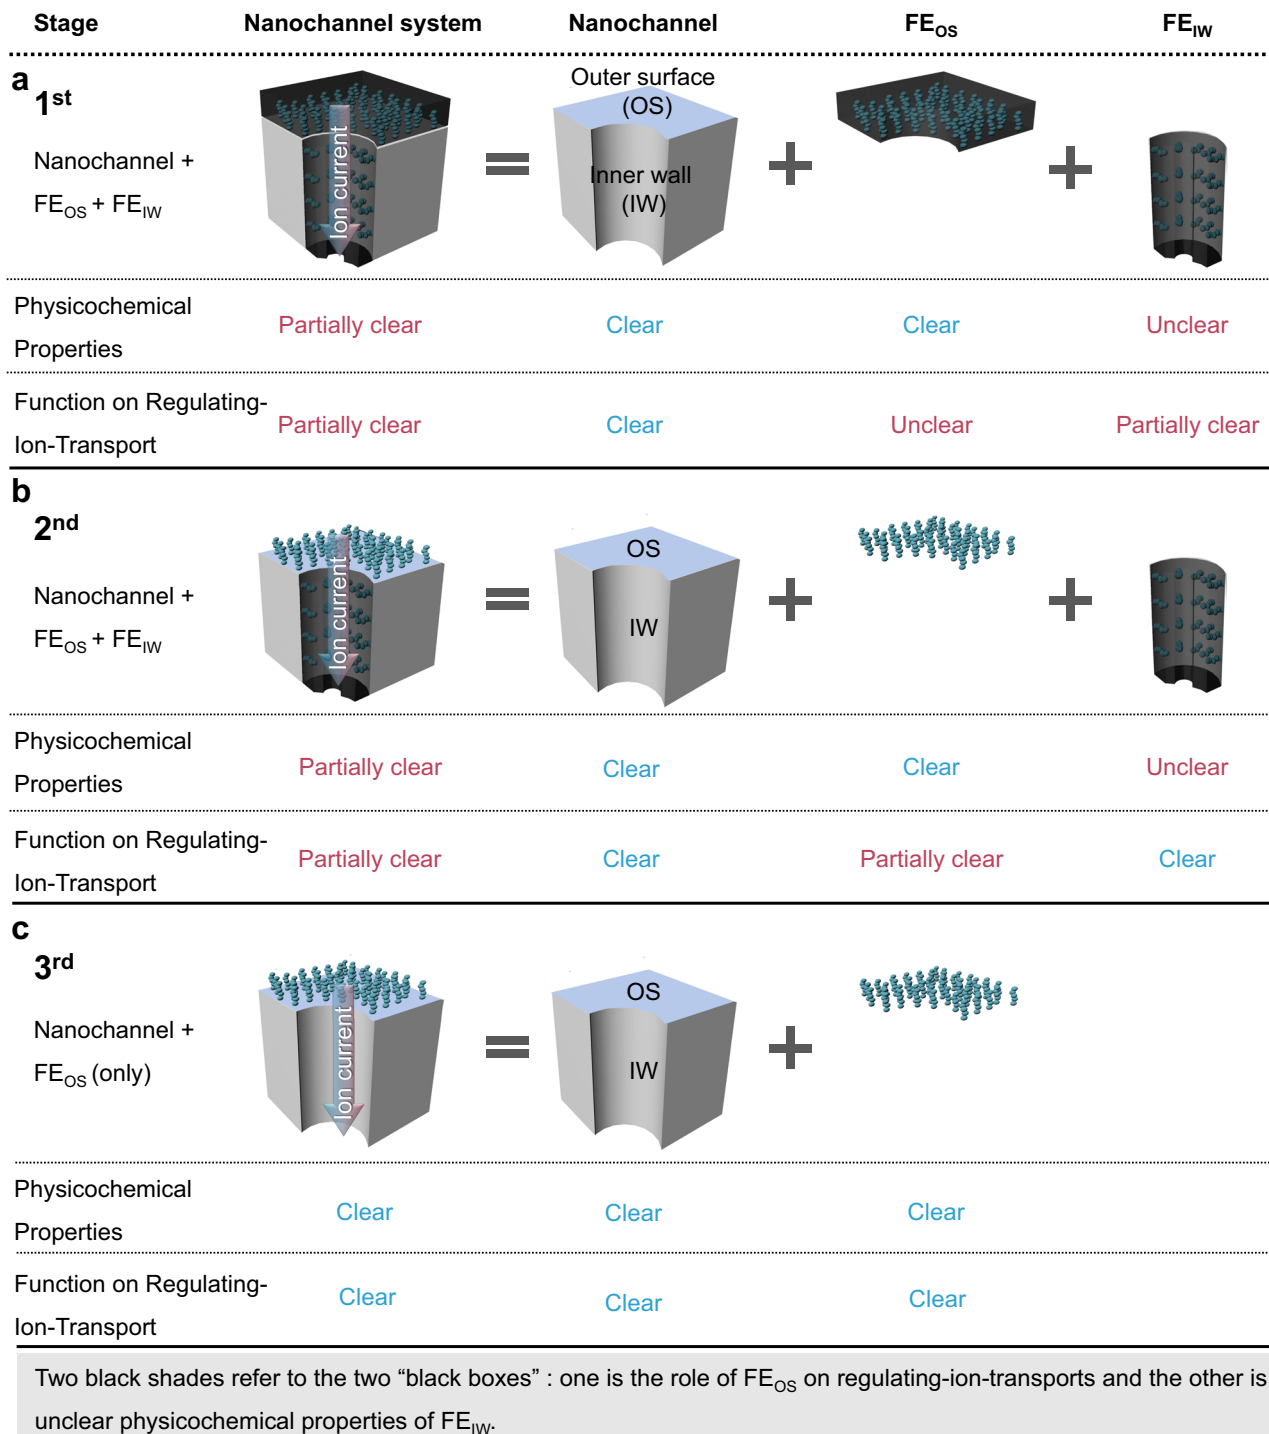 Stage Nanochannel system Nanochannel FEOS FEIW
a
1st
Nanochannel +
FEOS + FEIW
Ion current
=
Outer surface
(OS)
Inner wall
(IW)
+
+
Physicochemical
Properties
Partially clear Clear Clear Unclear
Function on Regulating-
Ion-Transport
Partially clear Clear Unclear Partially clear
b
2nd
Nanochannel +
FEOS + FEIW
Ion current
=
OS
IW
+
+
Physicochemical
Properties
Partially clear Clear Clear Unclear
Function on Regulating-
Ion-Transport
Partially clear Clear Partially clear Clear
c
3rd
Nanochannel +
FEOS (only)
Ion current
=
OS
IW
+
Physicochemical
Properties
Clear Clear Clear
Function on Regulating-
Ion-Transport
Clear Clear Clear
Two black shades refer to the two “black boxes” : one is the role of FEOS on regulating-ion-transports and the other is
unclear physicochemical properties of FEIW.